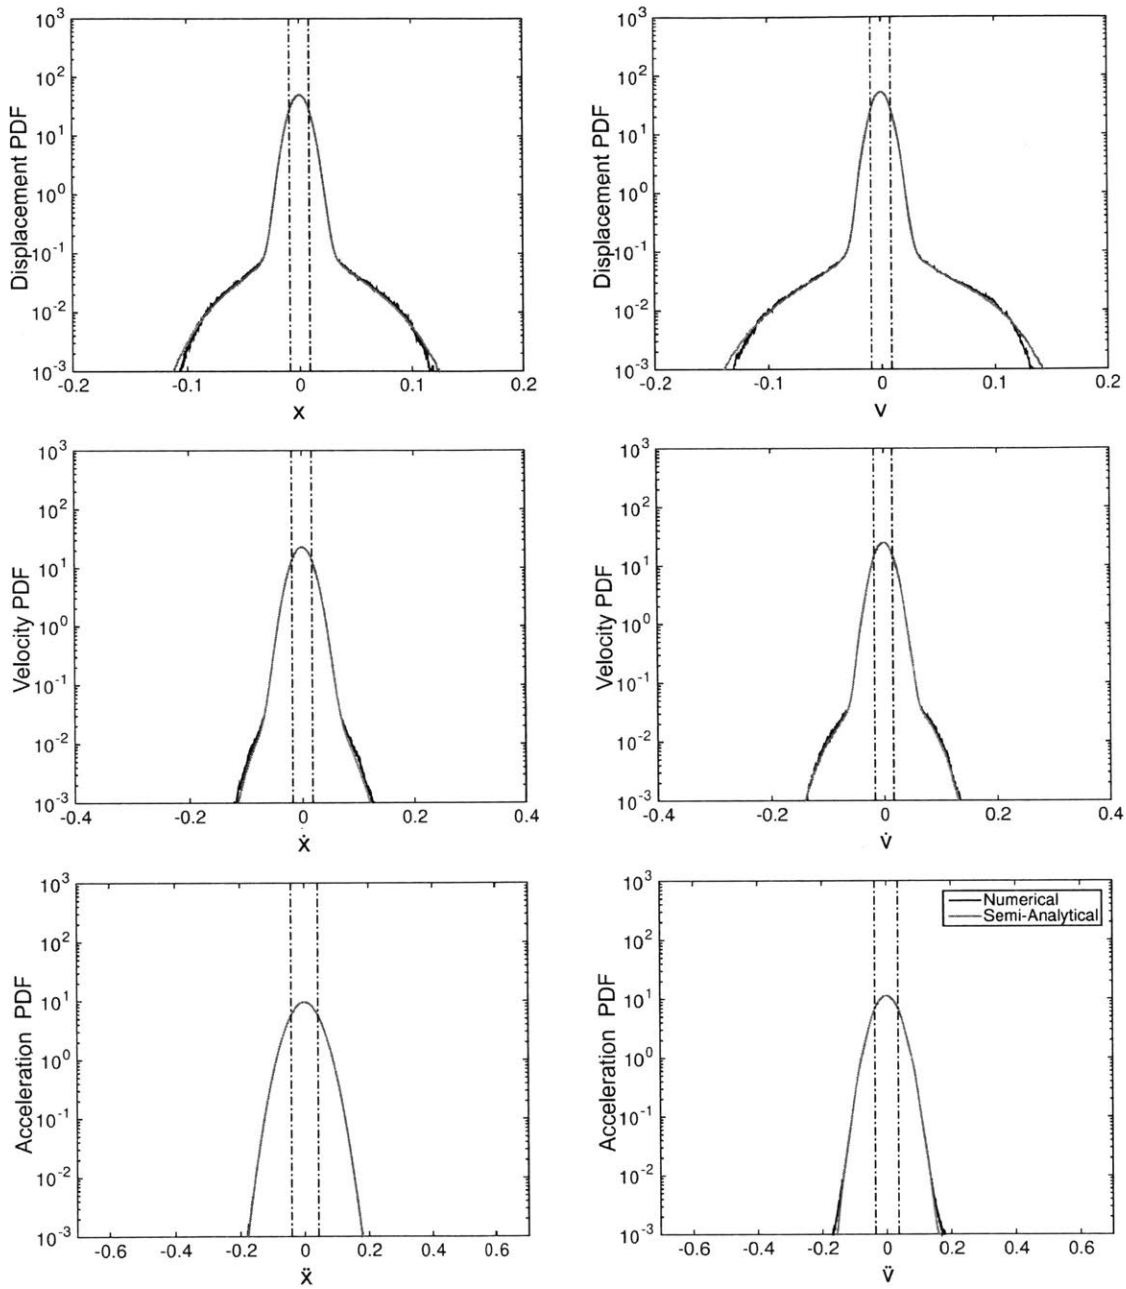 Displacement PDF
10^3
10^2
10^1
10^0
10^-1
10^-2
10^-3
-0.2 -0.1 0 0.1 0.2
x
Displacement PDF
10^3
10^2
10^1
10^0
10^-1
10^-2
10^-3
-0.2 -0.1 0 0.1 0.2
v
Velocity PDF
10^3
10^2
10^1
10^0
10^-1
10^-2
10^-3
-0.4 -0.2 0 0.2 0.4
ẋ
Velocity PDF
10^3
10^2
10^1
10^0
10^-1
10^-2
10^-3
-0.4 -0.2 0 0.2 0.4
v̇
Acceleration PDF
10^3
10^2
10^1
10^0
10^-1
10^-2
10^-3
-0.6 -0.4 -0.2 0 0.2 0.4 0.6
ẍ
Acceleration PDF
10^3
10^2
10^1
10^0
10^-1
10^-2
10^-3
-0.6 -0.4 -0.2 0 0.2 0.4 0.6
v̈
Numerical
Semi-Analytical